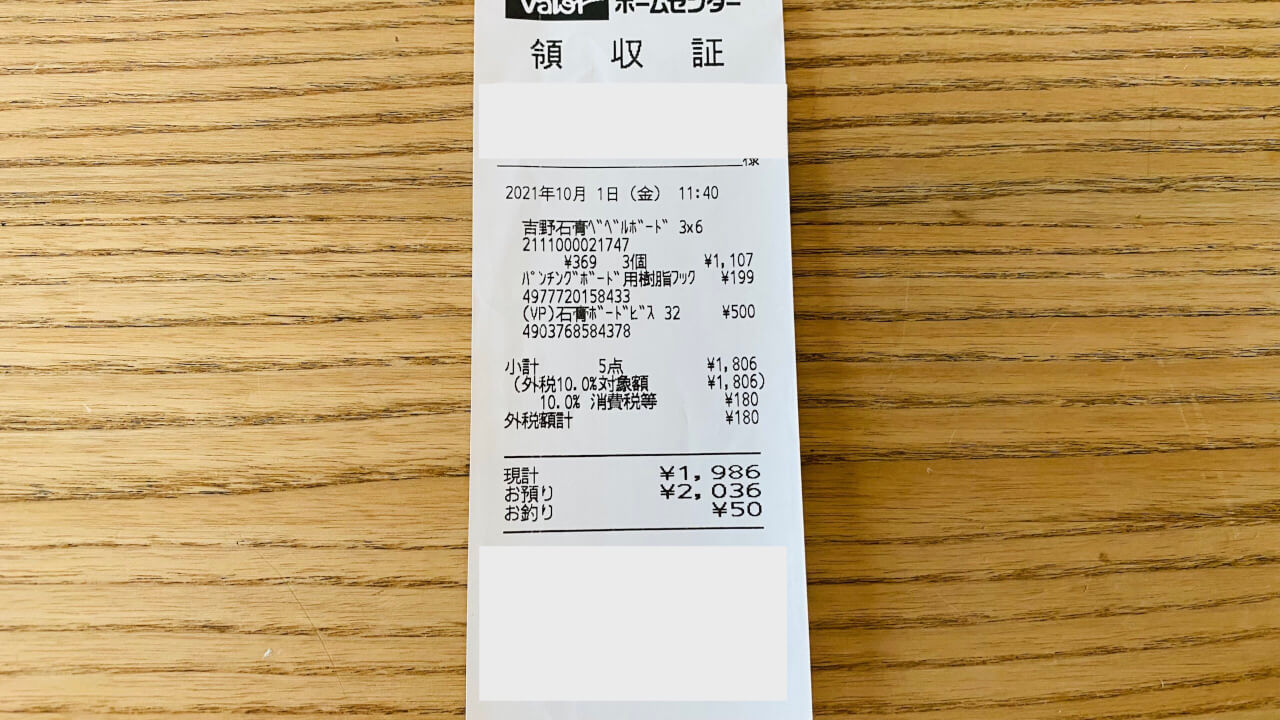 Valor ホームセンター
領 収 証
様
2021年10月 1日（金） 11:40
吉野石膏ﾍﾞﾍﾞﾙﾎﾞｰﾄﾞ 3x6
2111000021747
¥369 3個 ¥1,107
ﾊﾟﾝﾁﾝｸﾞﾎﾞｰﾄﾞ用樹脂ﾌｯｸ ¥199
4977720158433
(VP)石膏ﾎﾞｰﾄﾞﾋﾞｽ 32 ¥500
4903768584378
小計 5点 ¥1,806
(外税10.0%対象額 ¥1,806)
10.0% 消費税等 ¥180
外税額計 ¥180
現計 ¥1,986
お預り ¥2,036
お釣り ¥50